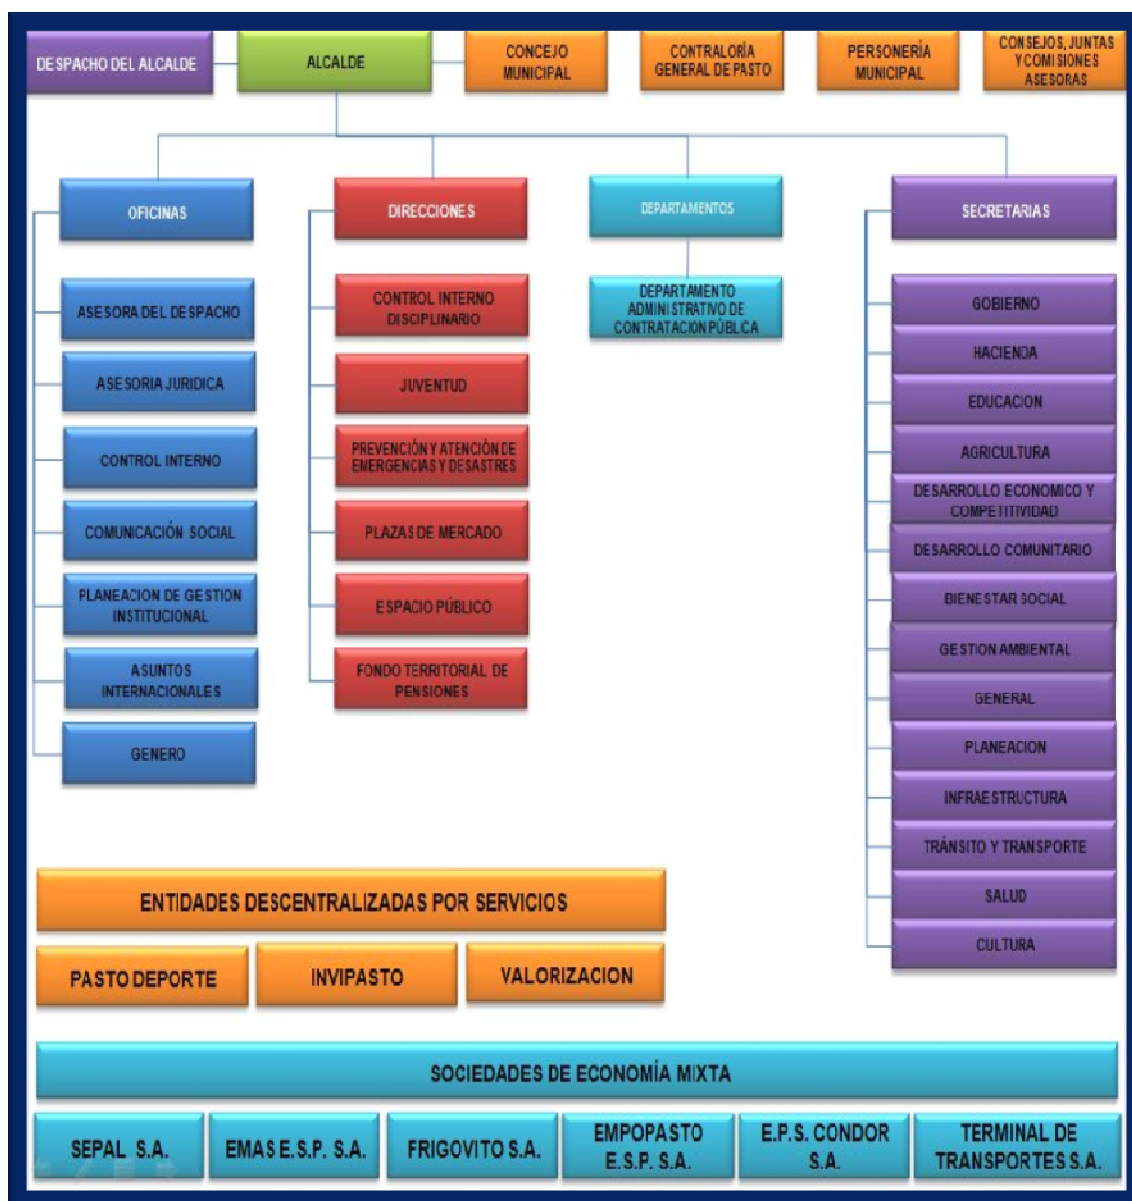 DESPACHO DEL ALCALDE
ALCALDE
CONCEJO
MUNICIPAL
CONTRALORÍA
GENERAL DE PASTO
PERSONERÍA
MUNICIPAL
CONSEJOS, JUNTAS
Y COMISIONES
ASESORAS
OFICINAS
ASESORA DEL DESPACHO
ASESORIA JURIDICA
CONTROL INTERNO
COMUNICACIÓN SOCIAL
PLANEACION DE GESTION
INSTITUCIONAL
ASUNTOS
INTERNACIONALES
GENERO
DIRECCIONES
CONTROL INTERNO
DISCIPLINARIO
JUVENTUD
PREVENCIÓN Y ATENCIÓN DE
EMERGENCIAS Y DESASTRES
PLAZAS DE MERCADO
ESPACIO PÚBLICO
FONDO TERRITORIAL DE
PENSIONES
DEPARTAMENTOS
DEPARTAMENTO
ADMINISTRATIVO DE
CONTRATACION PÚBLICA
SECRETARIAS
GOBIERNO
HACIENDA
EDUCACION
AGRICULTURA
DESARROLLO ECONOMICO Y
COMPETITIVIDAD
DESARROLLO COMUNITARIO
BIENESTAR SOCIAL
GESTION AMBIENTAL
GENERAL
PLANEACION
INFRAESTRUCTURA
TRÁNSITO Y TRANSPORTE
SALUD
CULTURA
ENTIDADES DESCENTRALIZADAS POR SERVICIOS
PASTO DEPORTE
INVIPASTO
VALORIZACION
SOCIEDADES DE ECONOMÍA MIXTA
SEPAL S.A.
EMAS E.S.P. S.A.
FRIGOVITO S.A.
EMPOPASTO
E.S.P. S.A.
E.P.S. CONDOR
S.A.
TERMINAL DE
TRANSPORTES S.A.